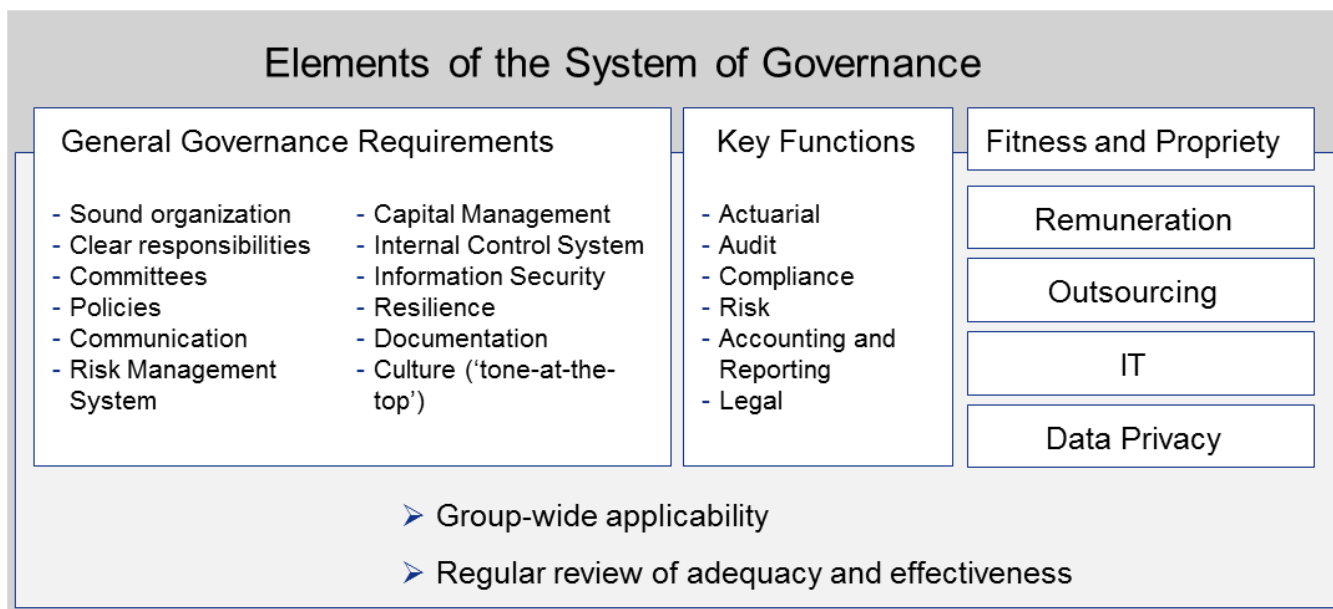 Elements of the System of Governance
General Governance Requirements
- Sound organization
- Clear responsibilities
- Committees
- Policies
- Communication
- Risk Management
System
- Capital Management
- Internal Control System
- Information Security
- Resilience
- Documentation
- Culture (‘tone-at-the-
top’)
Key Functions
- Actuarial
- Audit
- Compliance
- Risk
- Accounting and
Reporting
- Legal
Fitness and Propriety
Remuneration
Outsourcing
IT
Data Privacy
➢ Group-wide applicability
➢ Regular review of adequacy and effectiveness